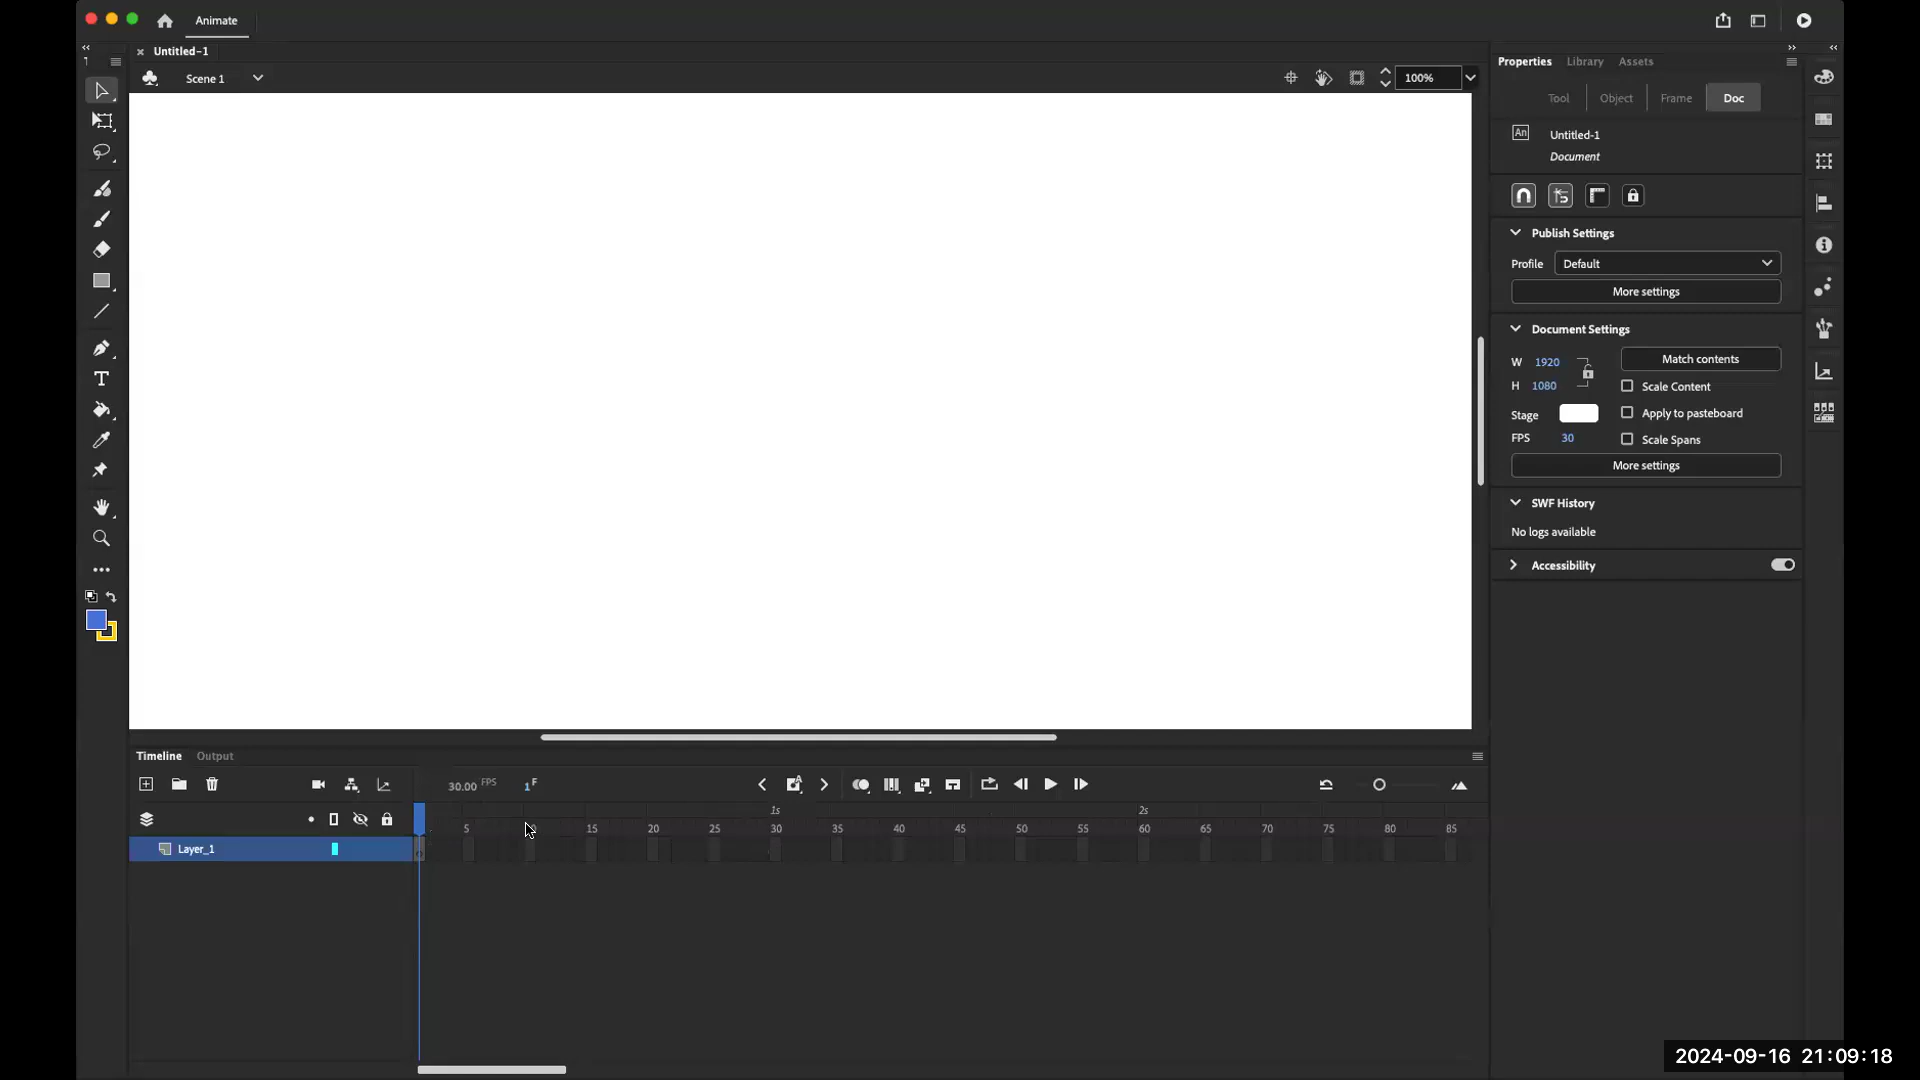 Animate
Untitled-1
Scene 1
100%
Properties Library Assets
Tool Object Frame Doc
An Untitled-1
Document
Publish Settings
Profile Default
More settings
Document Settings
W 1920 Match contents
H 1080 Scale Content
Stage Apply to pasteboard
FPS 30 Scale Spans
More settings
SWF History
No logs available
Accessibility
T
Timeline Output
30.00 FPS 1 F
1s 2s
5 15 20 25 30 35 40 45 50 55 60 65 70 75 80 85
Layer_1
2024-09-16 21:09:18